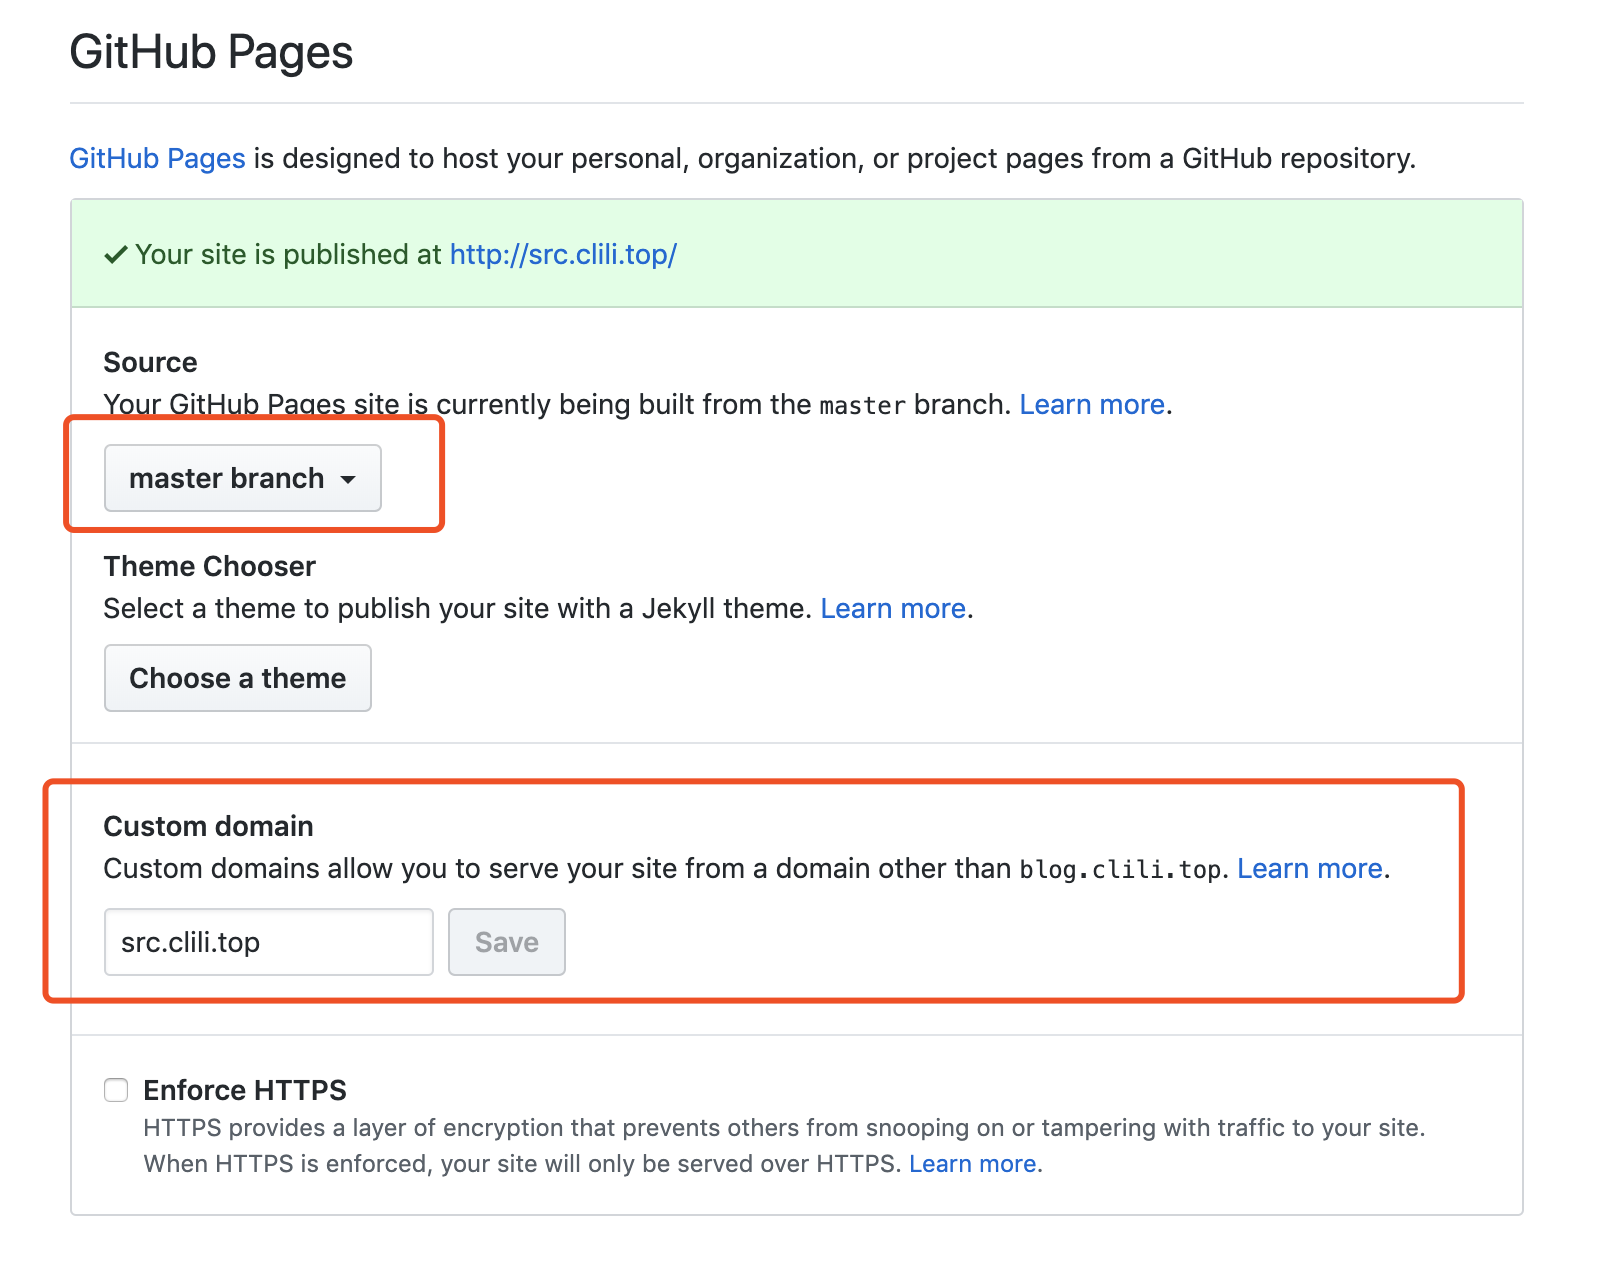 GitHub Pages
GitHub Pages is designed to host your personal, organization, or project pages from a GitHub repository.
Your site is published at http://src.clili.top/
Source
Your GitHub Pages site is currently being built from the master branch. Learn more.
master branch
Theme Chooser
Select a theme to publish your site with a Jekyll theme. Learn more.
Choose a theme
Custom domain
Custom domains allow you to serve your site from a domain other than blog.clili.top. Learn more.
src.clili.top Save
Enforce HTTPS
HTTPS provides a layer of encryption that prevents others from snooping on or tampering with traffic to your site.
When HTTPS is enforced, your site will only be served over HTTPS. Learn more.